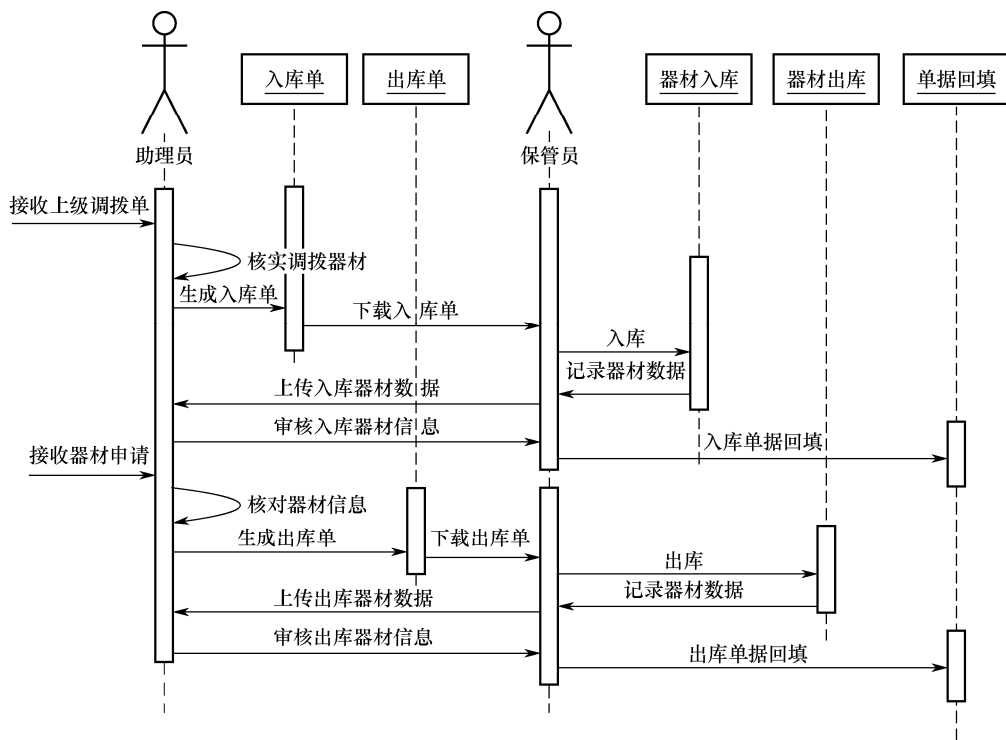 入库单
出库单
器材入库
器材出库
单据回填
助理员
保管员
接收上级调拨单
核实调拨器材
生成入库单
下载入 库单
入库
记录器材数据
上传入库器材数 据
审核入库器材信 息
入库单据回填
接收器材申请
核对器材信息
生成出库单
下载出库单
出库
记录器材数据
上传出库器材数据
审核出库器材信息
出库单据回填